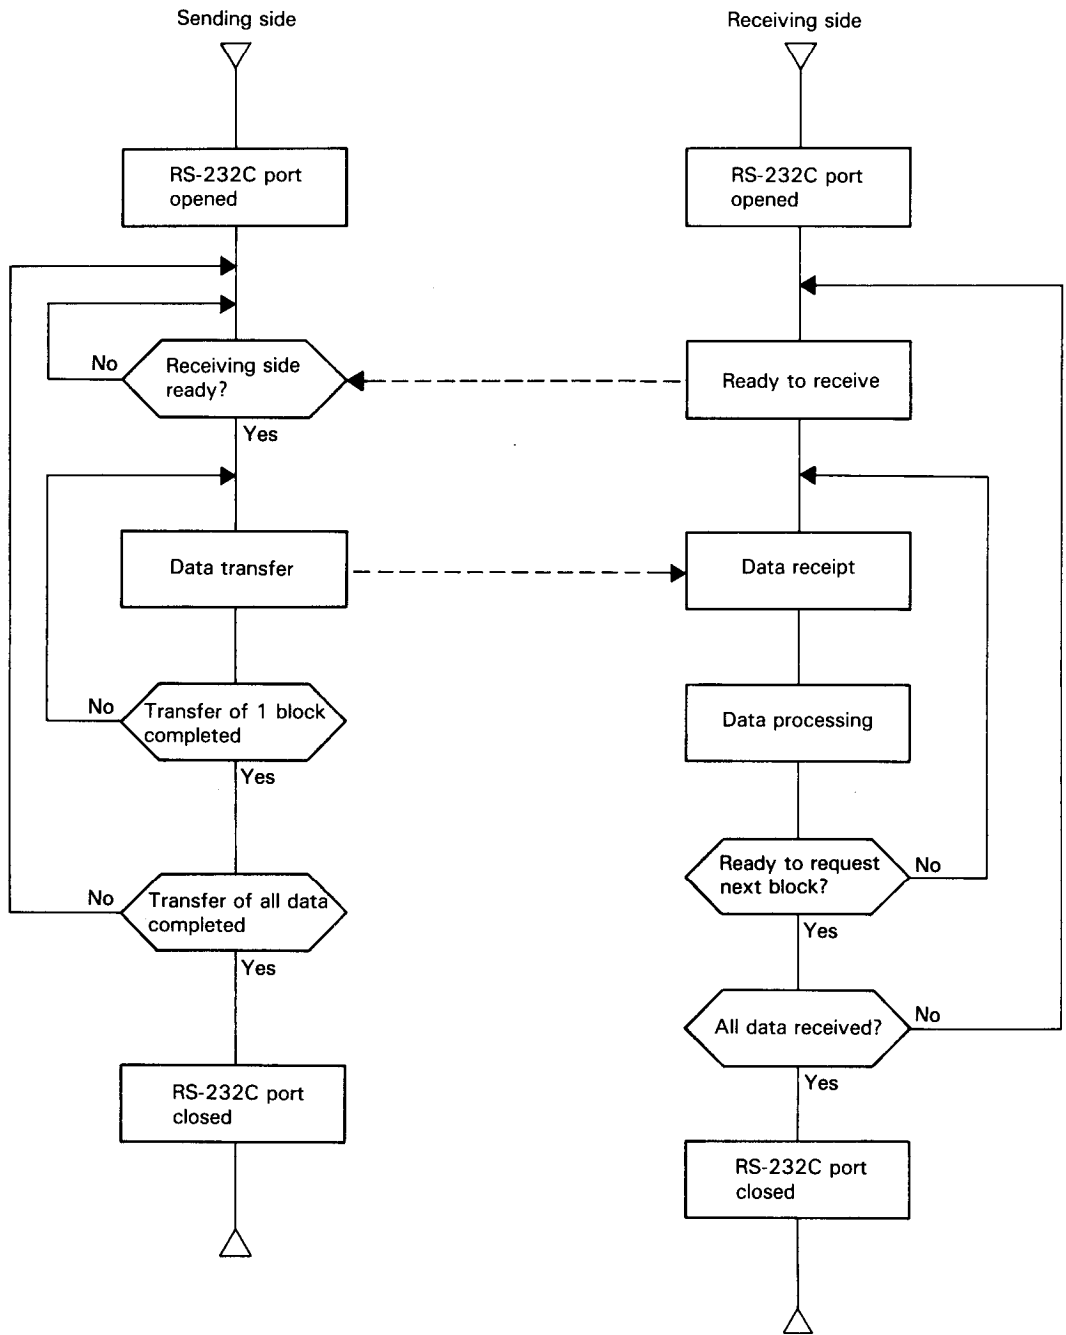 Sending side
RS-232C port
opened
No
Receiving side
ready?
Yes
Data transfer
No
Transfer of 1 block
completed
Yes
No
Transfer of all data
completed
Yes
RS-232C port
closed
Receiving side
RS-232C port
opened
Ready to receive
Data receipt
Data processing
Ready to request
next block?
No
Yes
All data received?
No
Yes
RS-232C port
closed